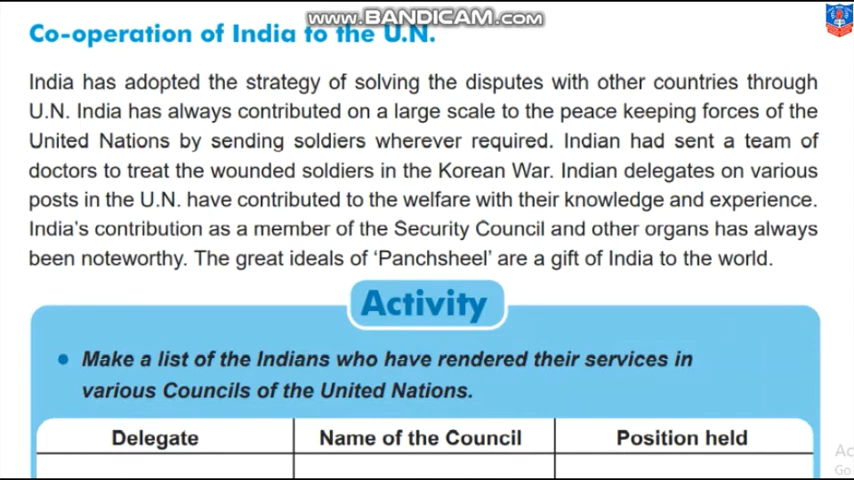 www.BANDICAM.com
Co-operation of India to the U.N.
India has adopted the strategy of solving the disputes with other countries through
U.N. India has always contributed on a large scale to the peace keeping forces of the
United Nations by sending soldiers wherever required. Indian had sent a team of
doctors to treat the wounded soldiers in the Korean War. Indian delegates on various
posts in the U.N. have contributed to the welfare with their knowledge and experience.
India's contribution as a member of the Security Council and other organs has always
been noteworthy. The great ideals of ‘Panchsheel’ are a gift of India to the world.
Activity
• Make a list of the Indians who have rendered their services in
various Councils of the United Nations.
Delegate Name of the Council Position held